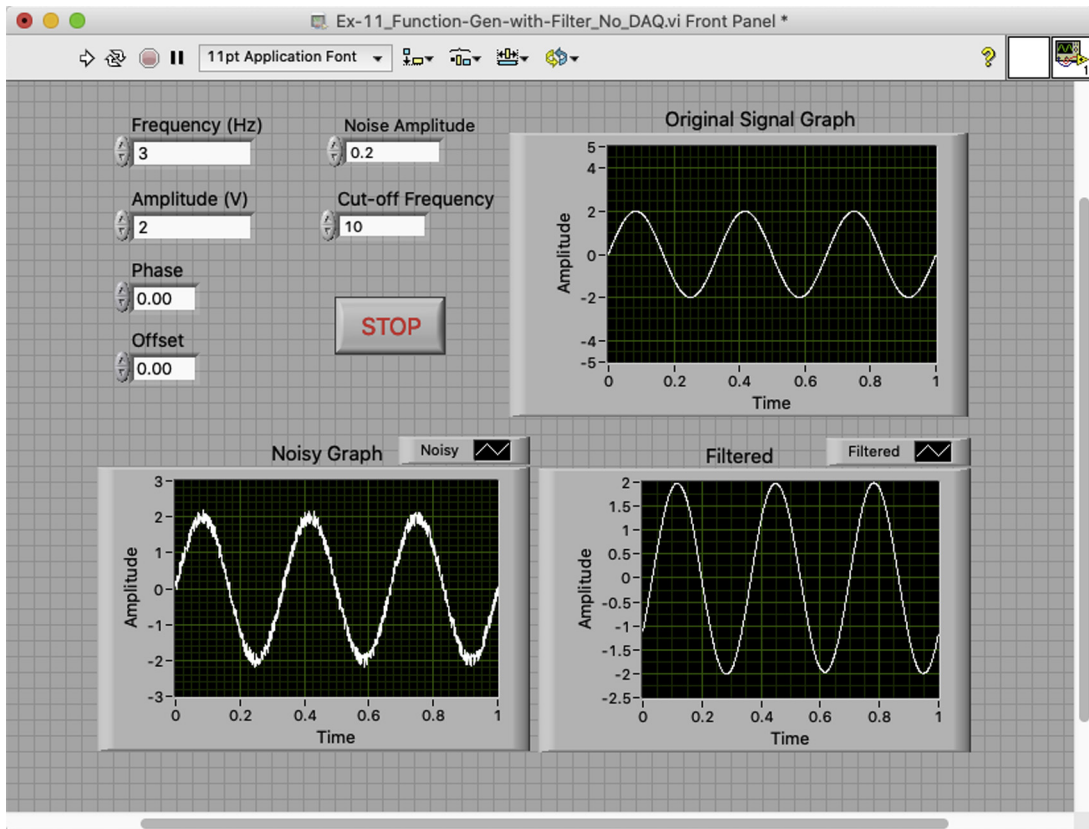 Ex-11_Function-Gen-with-Filter_No_DAQ.vi Front Panel *
11pt Application Font
?
1
Frequency (Hz)
3
Noise Amplitude
0.2
Amplitude (V)
2
Cut-off Frequency
10
Phase
0.00
Offset
0.00
STOP
Original Signal Graph
Amplitude
5
4
2
0
-2
-4
-5
0 0.2 0.4 0.6 0.8 1
Time
Noisy Graph
Noisy
Amplitude
3
2
1
0
-1
-2
-3
0 0.2 0.4 0.6 0.8 1
Time
Filtered
Filtered
Amplitude
2
1.5
1
0.5
0
-0.5
-1
-1.5
-2
-2.5
0 0.2 0.4 0.6 0.8 1
Time